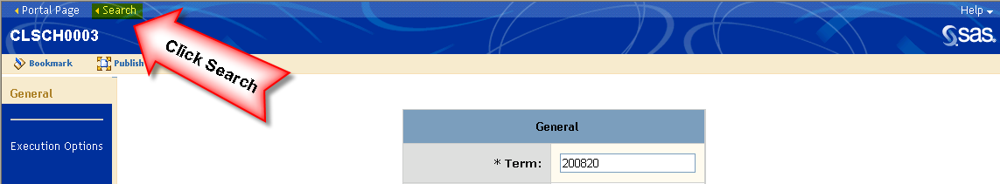 Portal Page Search Help
CLSCH0003 sas.
Click Search
Bookmark Publish
General
General
Execution Options
* Term: 200820